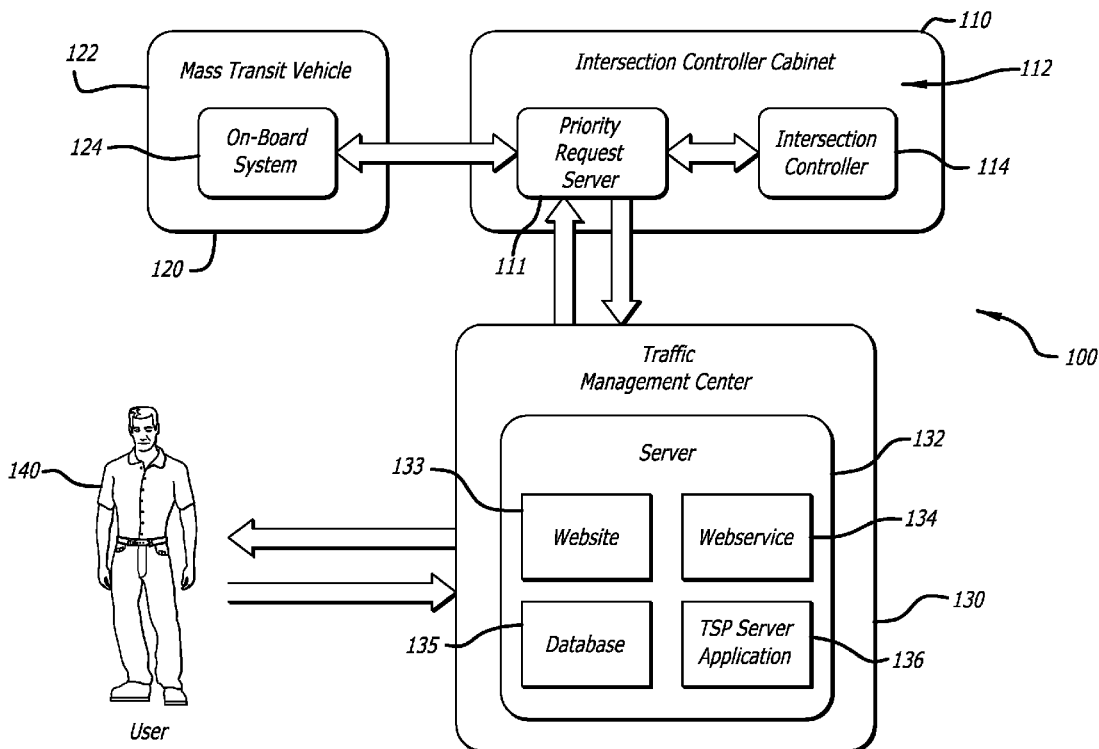 110
122
Mass Transit Vehicle
Intersection Controller Cabinet
112
124
On-Board
System
Priority
Request
Server
Intersection
Controller
114
120
111
Traffic
Management Center
100
Server
132
140
133
Website
Webservice
134
135
Database
TSP Server
Application
136
130
User